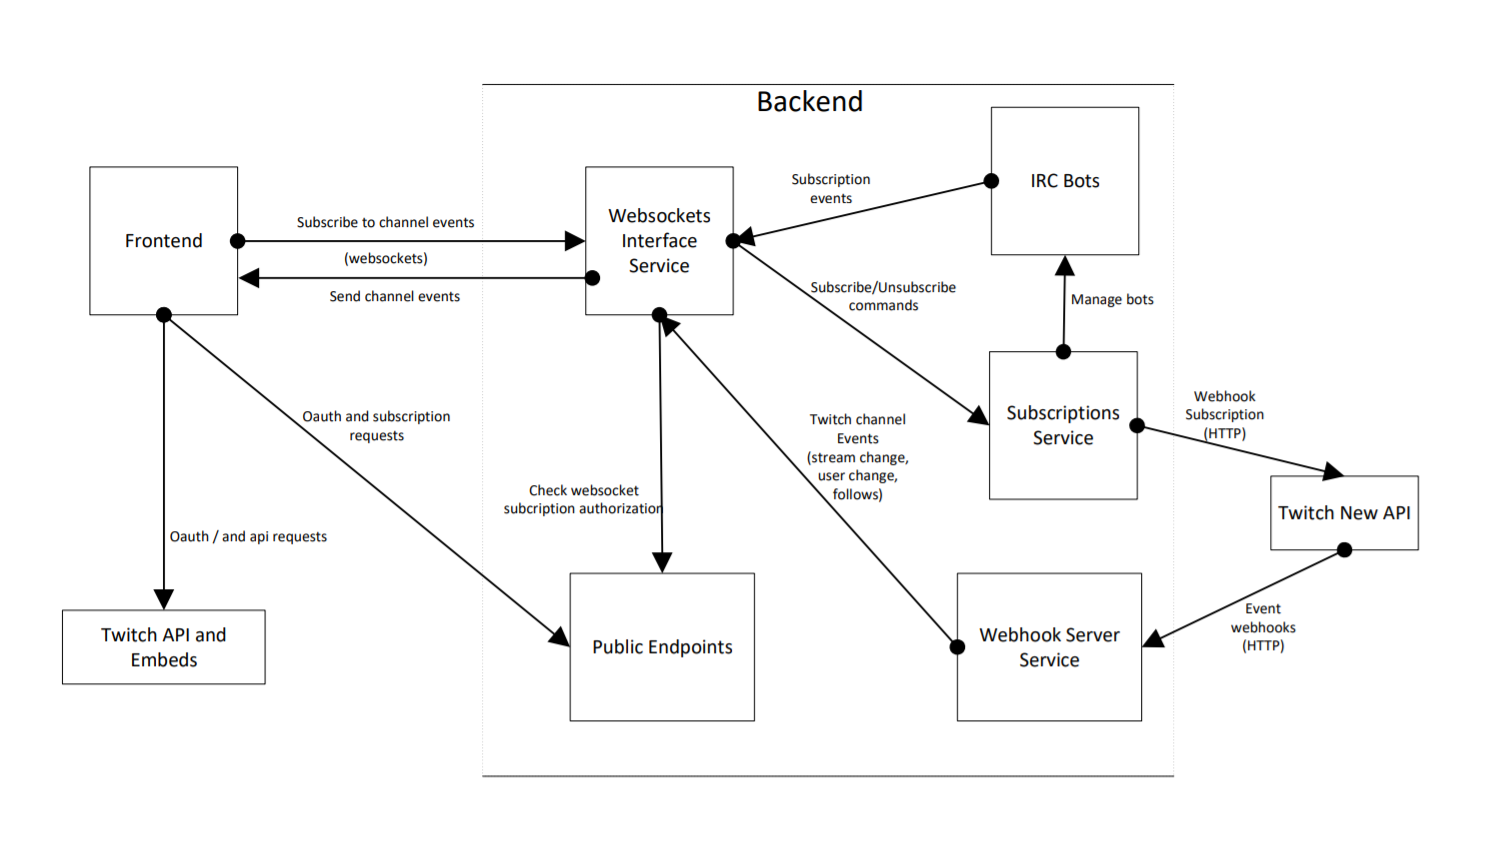 Backend
IRC Bots
Subscription
events
Websockets
Interface
Service
Frontend
Subscribe to channel events
(websockets)
Send channel events
Subscribe/Unsubscribe
commands
Manage bots
Subscriptions
Service
Webhook
Subscription
(HTTP)
Oauth and subscription
requests
Twitch channel
Events
(stream change,
user change,
follows)
Check websocket
subcription authorization
Twitch New API
Oauth / and api requests
Event
webhooks
(HTTP)
Twitch API and
Embeds
Public Endpoints
Webhook Server
Service